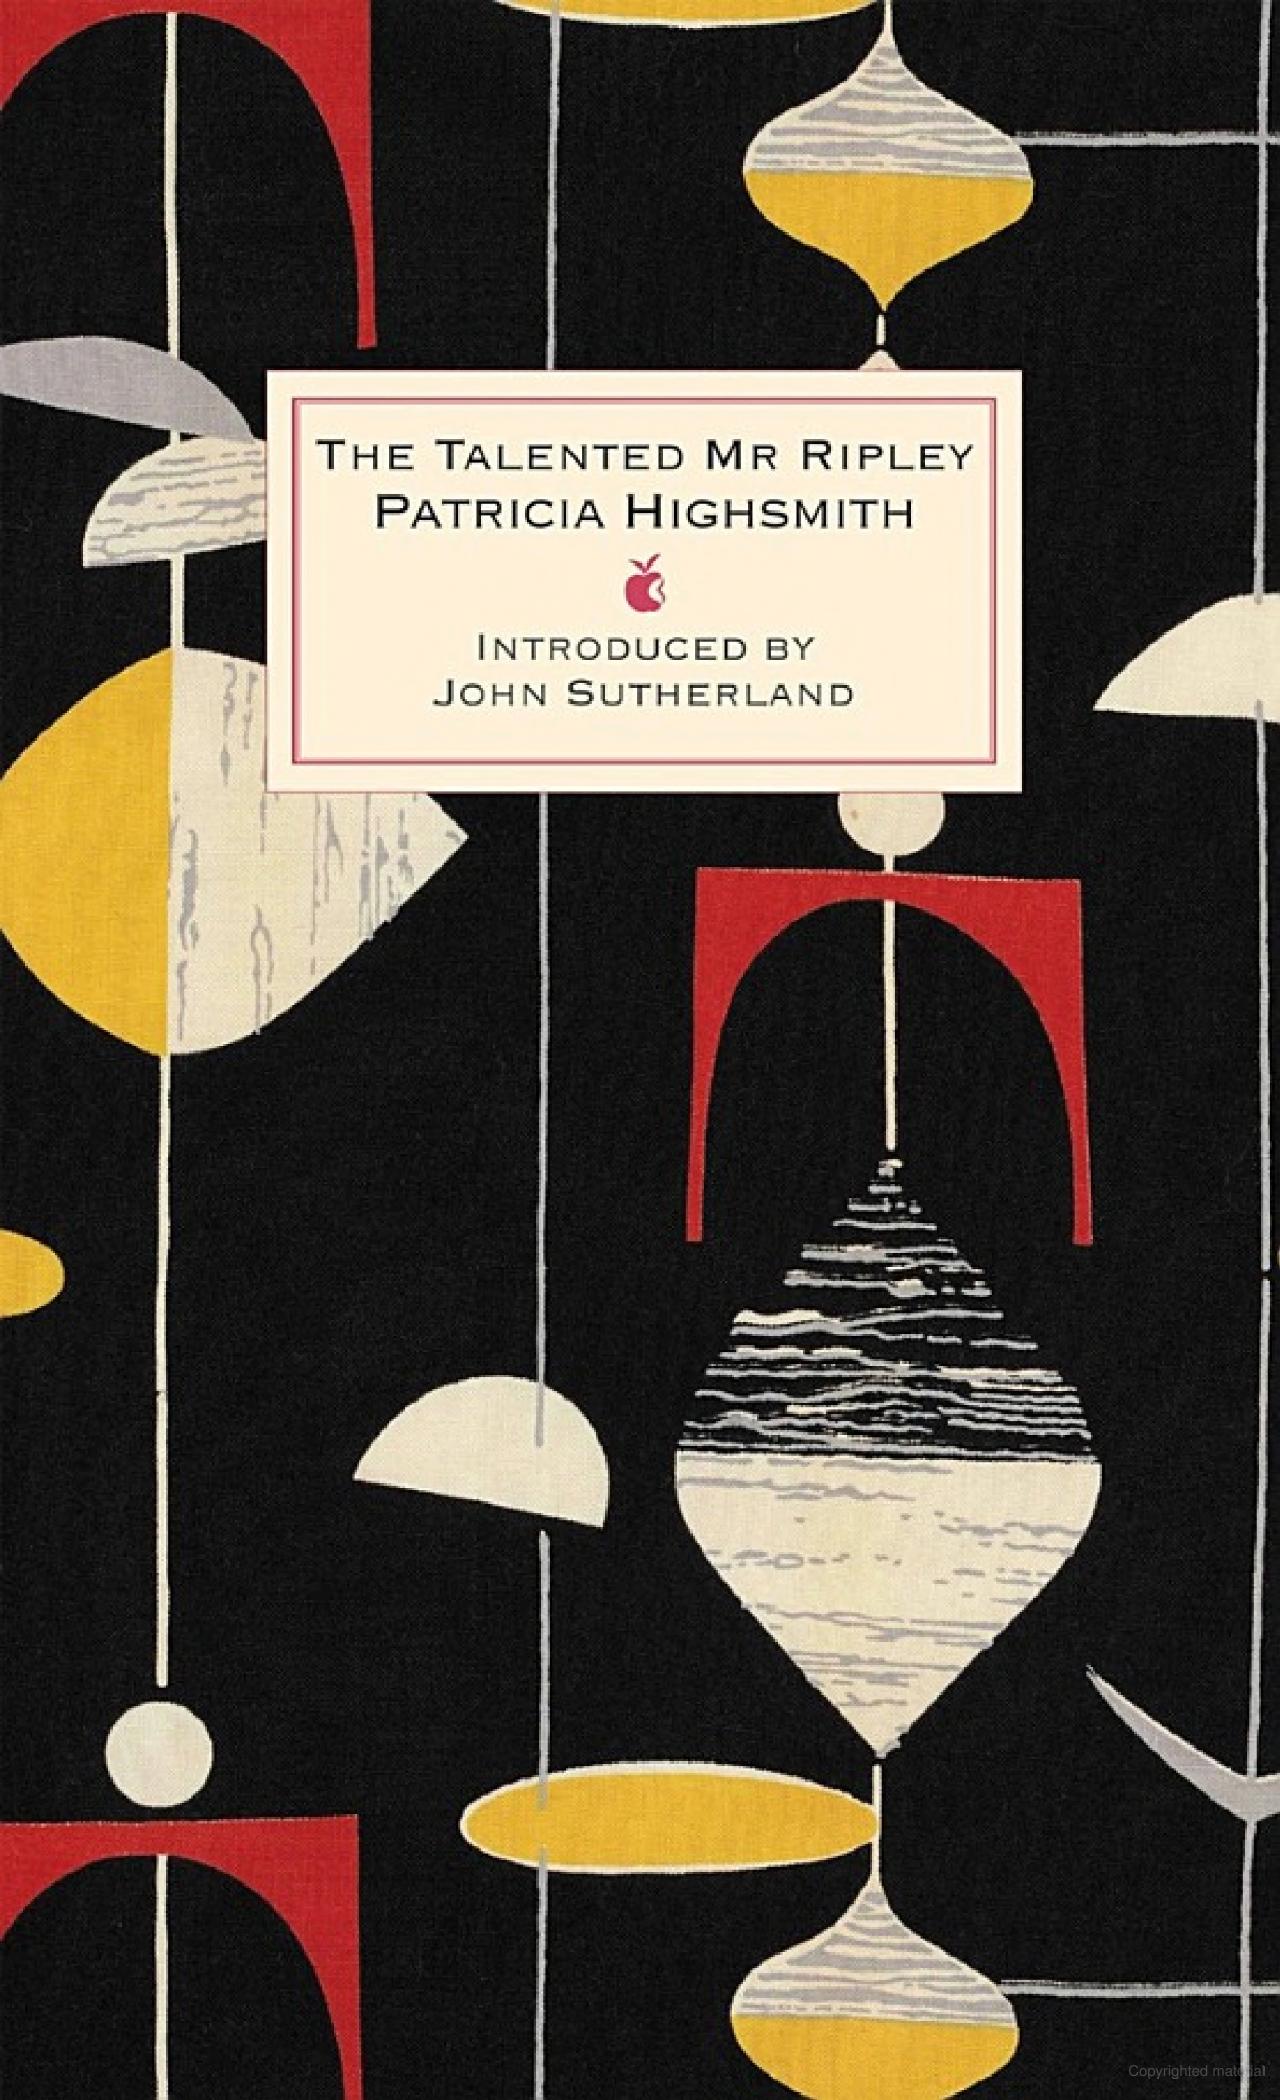 THE TALENTED MR RIPLEY
PATRICIA HIGHSMITH
INTRODUCED BY
JOHN SUTHERLAND
Copyrighted material